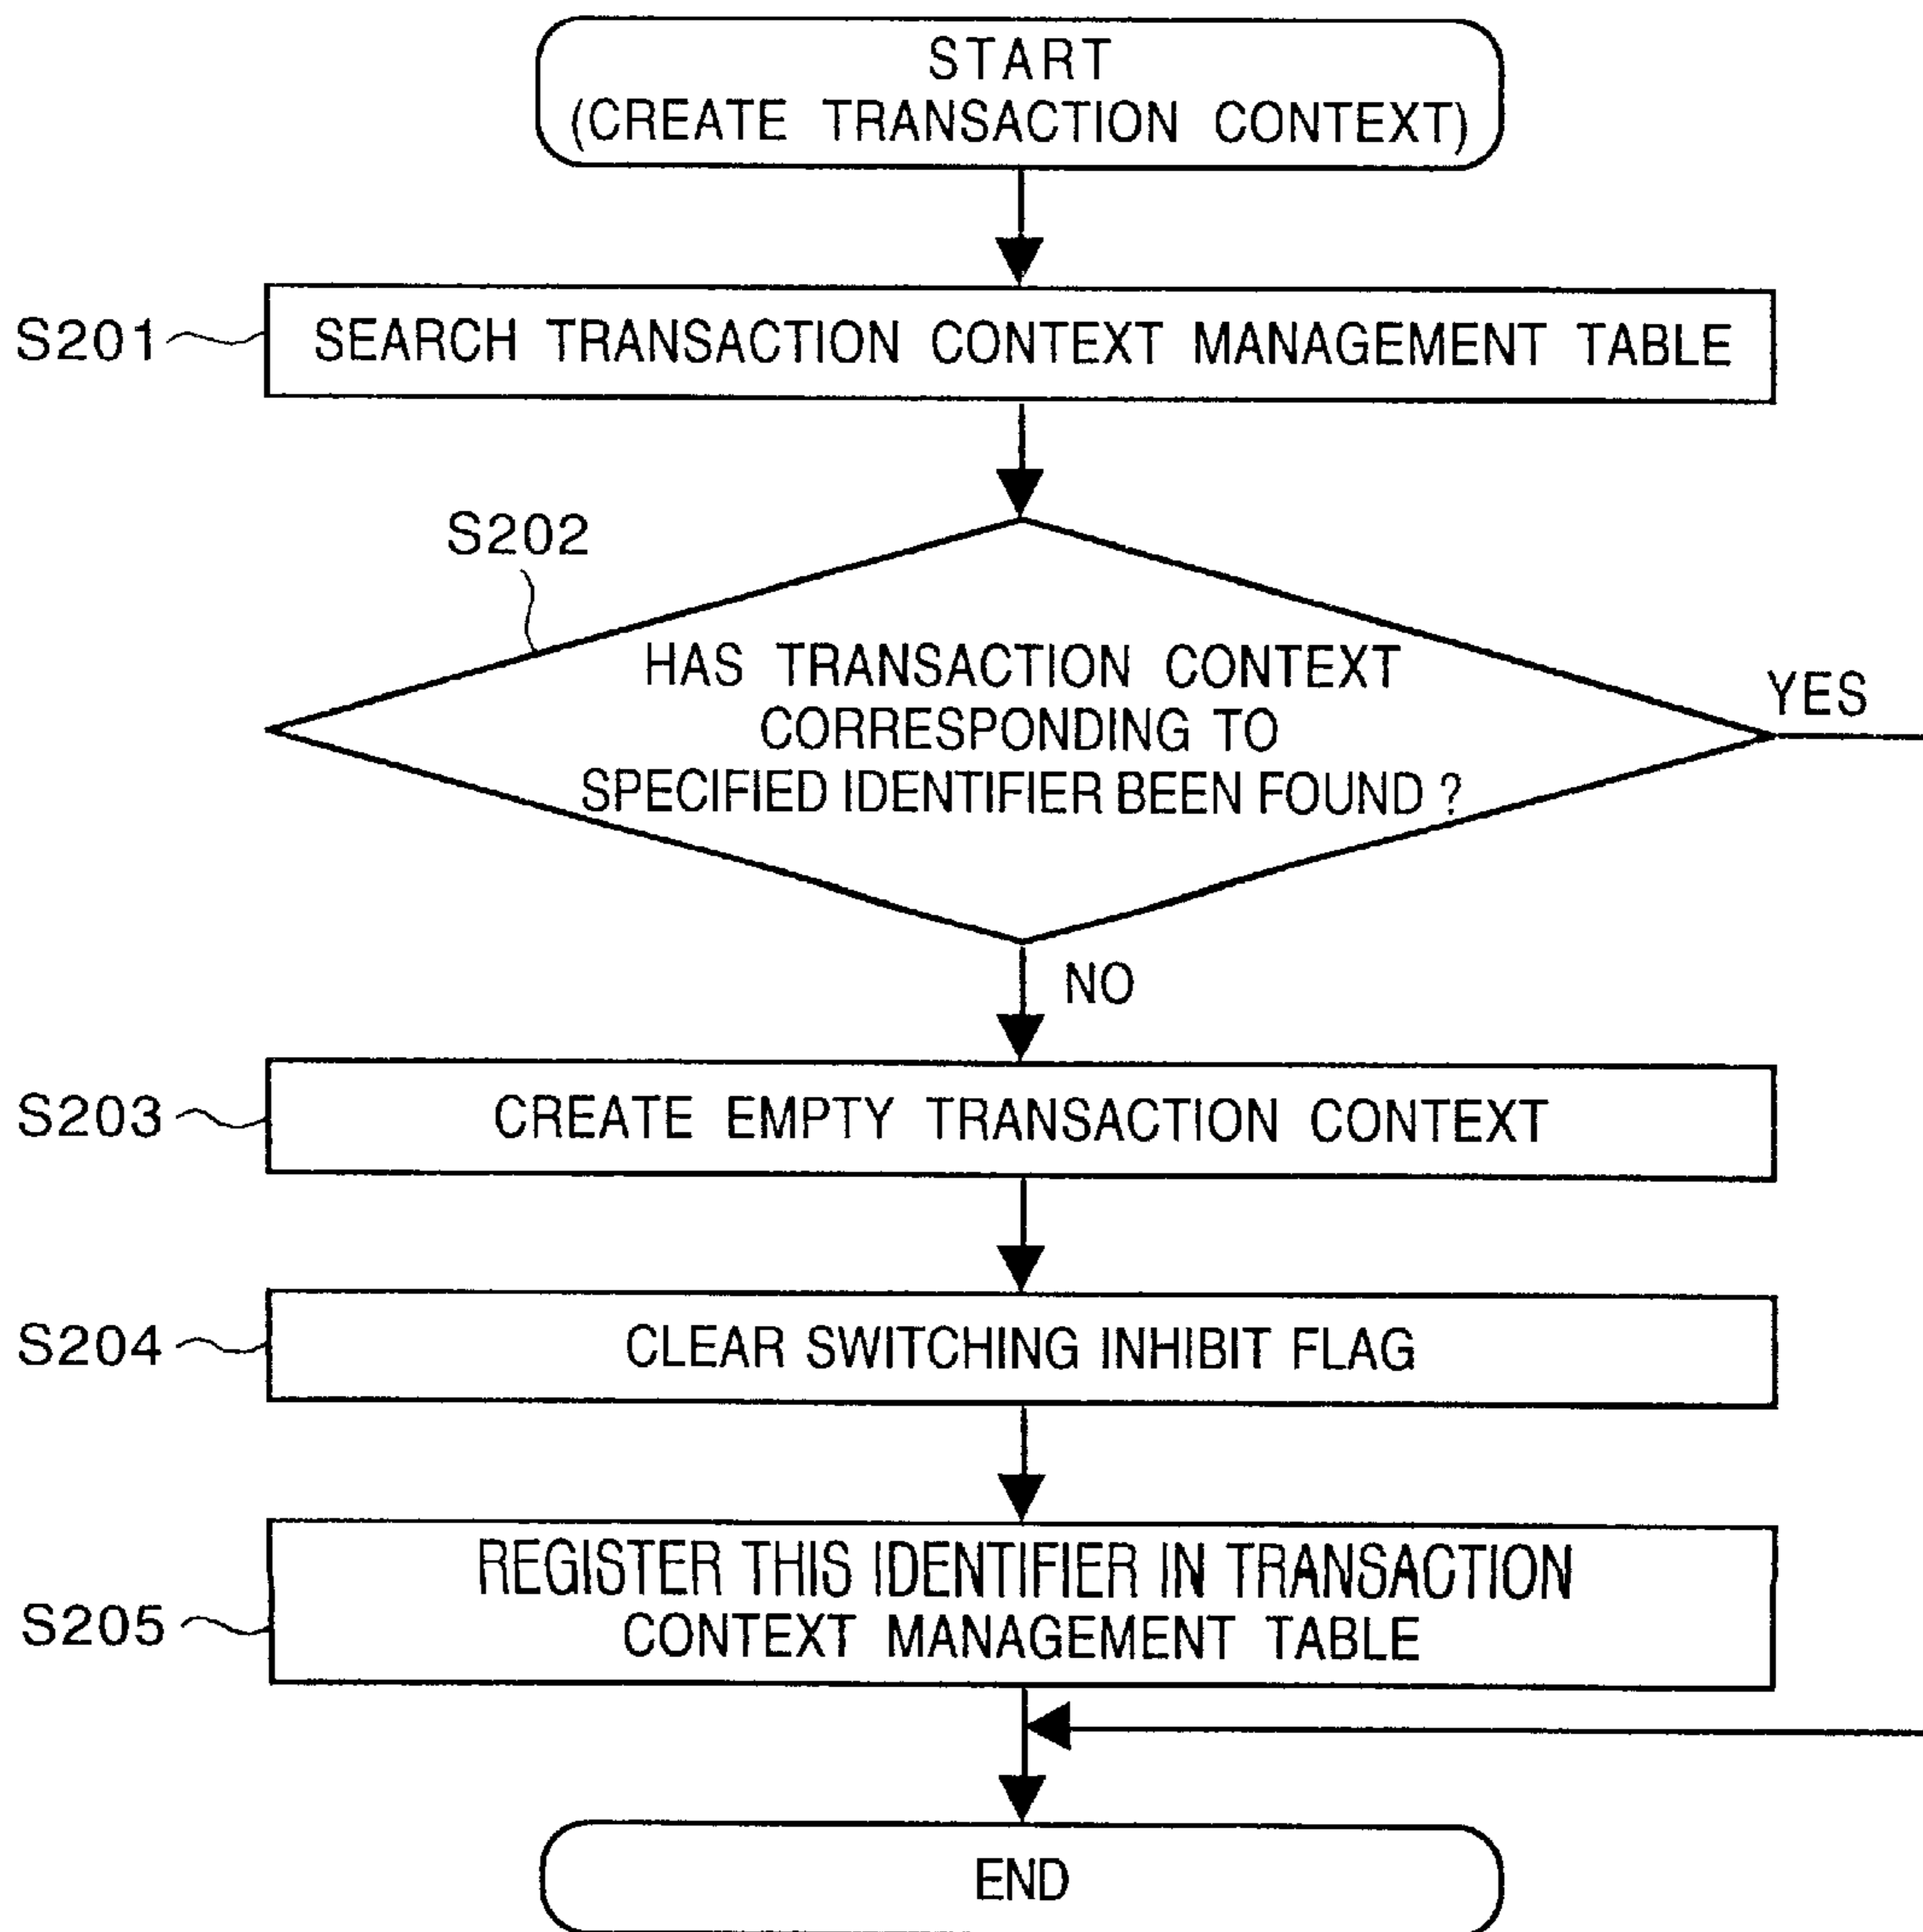 START
(CREATE TRANSACTION CONTEXT)
S201
SEARCH TRANSACTION CONTEXT MANAGEMENT TABLE
S202
HAS TRANSACTION CONTEXT
CORRESPONDING TO
SPECIFIED IDENTIFIER BEEN FOUND ?
YES
NO
S203
CREATE EMPTY TRANSACTION CONTEXT
S204
CLEAR SWITCHING INHIBIT FLAG
S205
REGISTER THIS IDENTIFIER IN TRANSACTION
CONTEXT MANAGEMENT TABLE
END